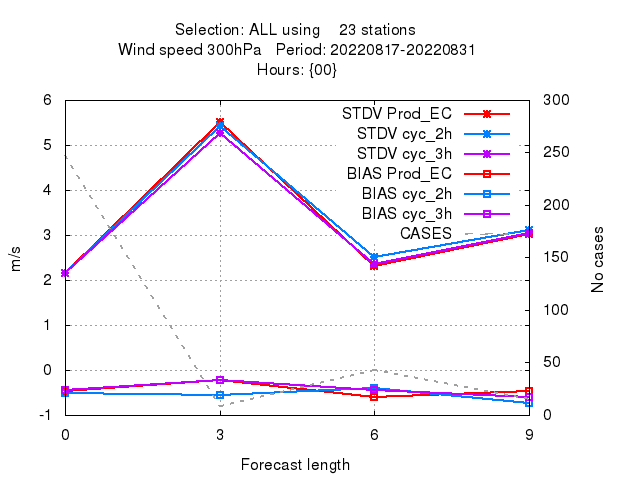 Selection: ALL using    23 stations
Wind speed 300hPa   Period: 20220817-20220831
Hours: {00}
6
5
4
3
2
1
0
-1
m/s
300
250
200
150
100
50
0
No cases
STDV Prod_EC
STDV cyc_2h
STDV cyc_3h
BIAS Prod_EC
BIAS cyc_2h
BIAS cyc_3h
CASES
0 3 6 9
Forecast length